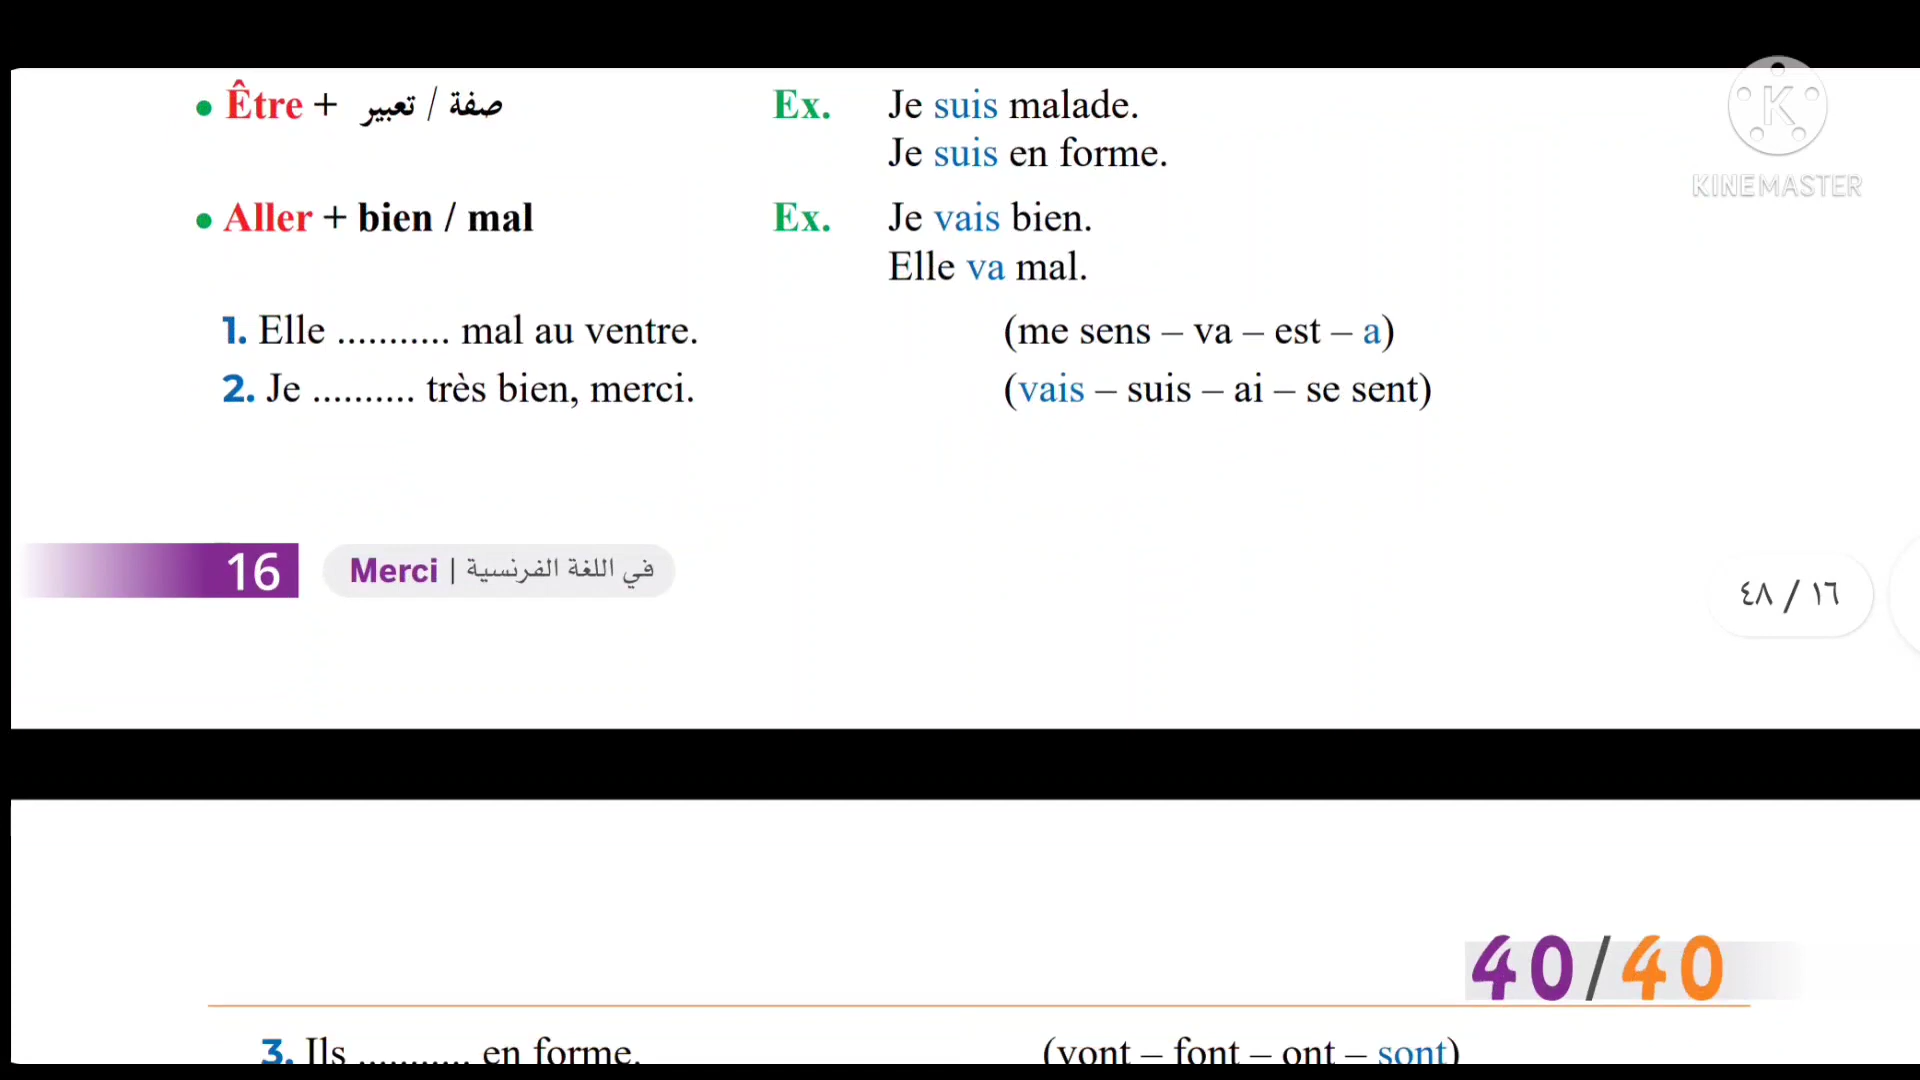 • Être + صفة / تعبير Ex. Je suis malade.
Je suis en forme.
• Aller + bien / mal Ex. Je vais bien.
Elle va mal.
1. Elle ........... mal au ventre. (me sens – va – est – a)
2. Je .......... très bien, merci. (vais – suis – ai – se sent)
16 Merci | في اللغة الفرنسية
١٦ / ٤٨
40/40
3. Ils ........... en forme. (vont – font – ont – sont)
K
KINEMASTER